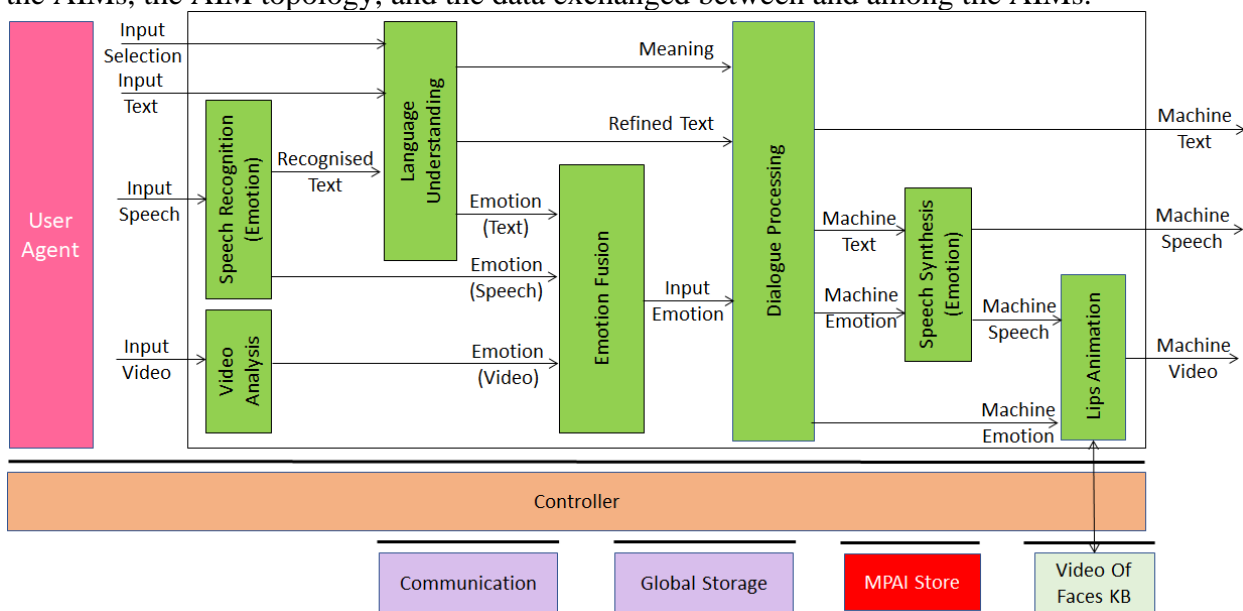 the AIMs, the AIM topology, and the data exchanged between and among the AIMs.
Input
Selection
Input
Text
Input
Speech
Input
Video
User
Agent
Speech Recognition
(Emotion)
Video
Analysis
Recognised
Text
Language
Understanding
Meaning
Refined Text
Emotion
(Text)
Emotion
(Speech)
Emotion
(Video)
Emotion Fusion
Input
Emotion
Dialogue Processing
Machine
Text
Machine
Emotion
Speech Synthesis
(Emotion)
Machine
Speech
Machine
Emotion
Lips Animation
Machine
Text
Machine
Speech
Machine
Video
Controller
Communication
Global Storage
MPAI Store
Video Of
Faces KB